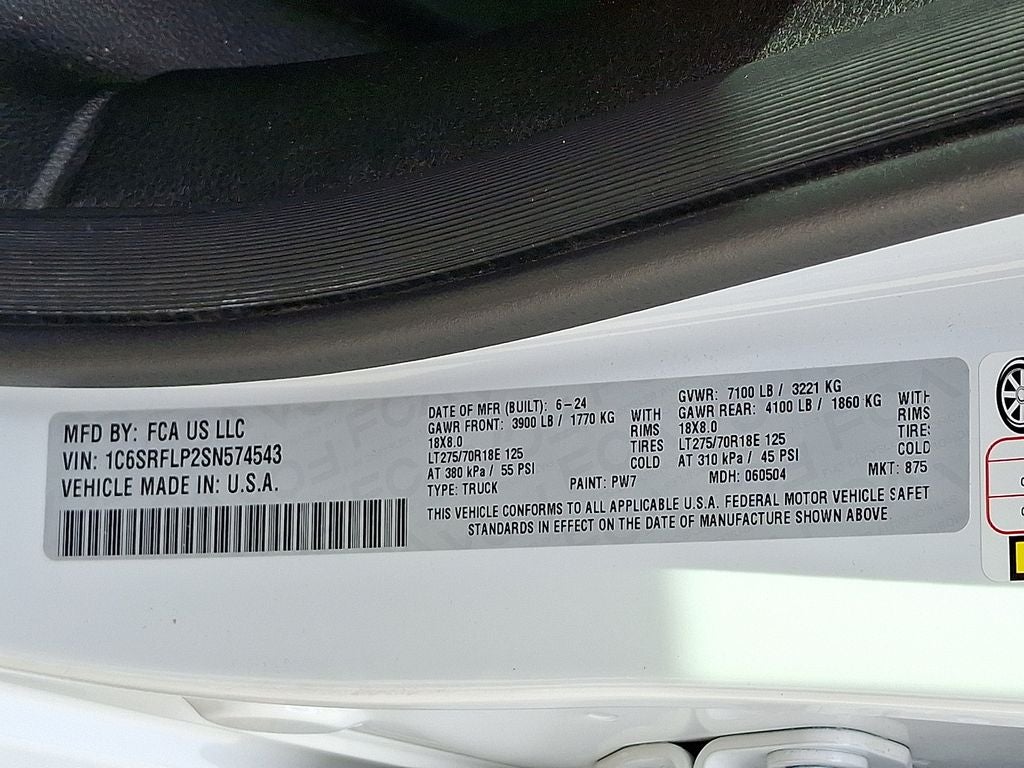 MFD BY: FCA US LLC
VIN: 1C6SRFLP2SN574543
VEHICLE MADE IN: U.S.A.
DATE OF MFR (BUILT): 6-24
GAWR FRONT: 3900 LB / 1770 KG WITH
18X8.0 RIMS
LT275/70R18E 125 TIRES
AT 380 kPa / 55 PSI COLD
TYPE: TRUCK PAINT: PW7
GVWR: 7100 LB / 3221 KG
GAWR REAR: 4100 LB / 1860 KG WITH
18X8.0 RIMS
LT275/70R18E 125 TIRES
AT 310 kPa / 45 PSI COLD
MDH: 060504 MKT: 875
THIS VEHICLE CONFORMS TO ALL APPLICABLE U.S.A. FEDERAL MOTOR VEHICLE SAFET
STANDARDS IN EFFECT ON THE DATE OF MANUFACTURE SHOWN ABOVE